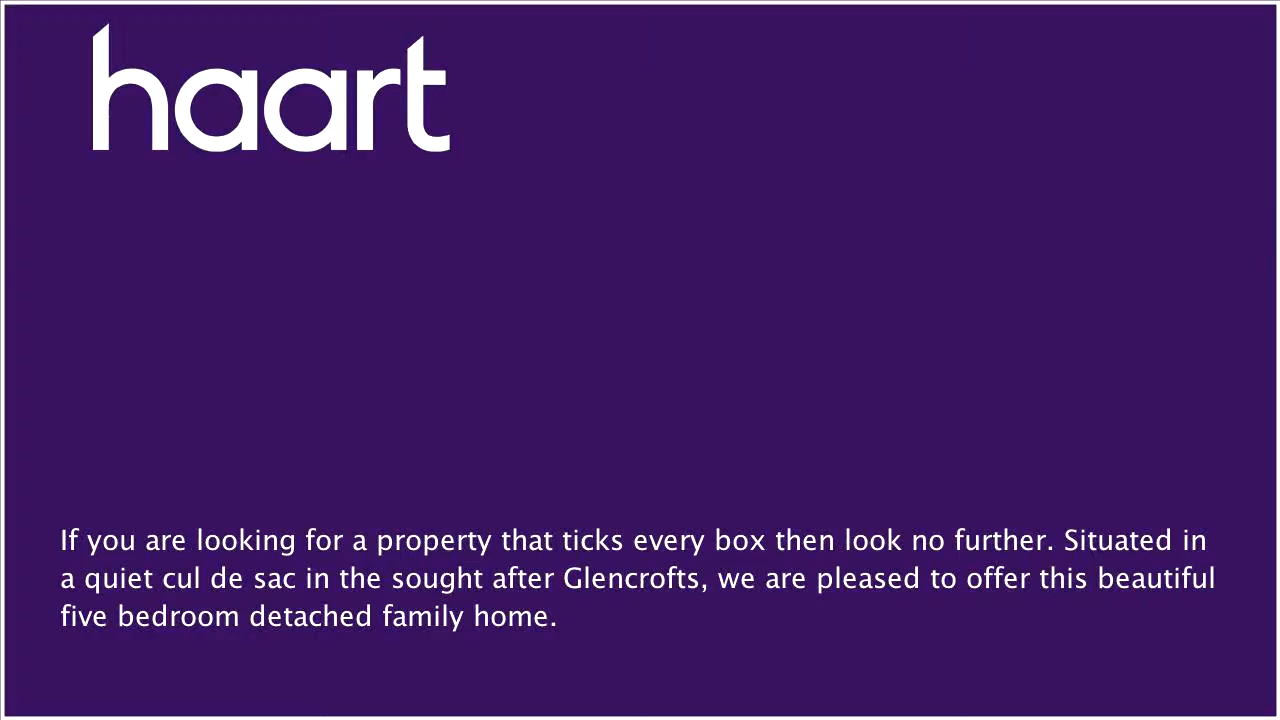 haart
If you are looking for a property that ticks every box then look no further. Situated in
a quiet cul de sac in the sought after Glencrofts, we are pleased to offer this beautiful
five bedroom detached family home.